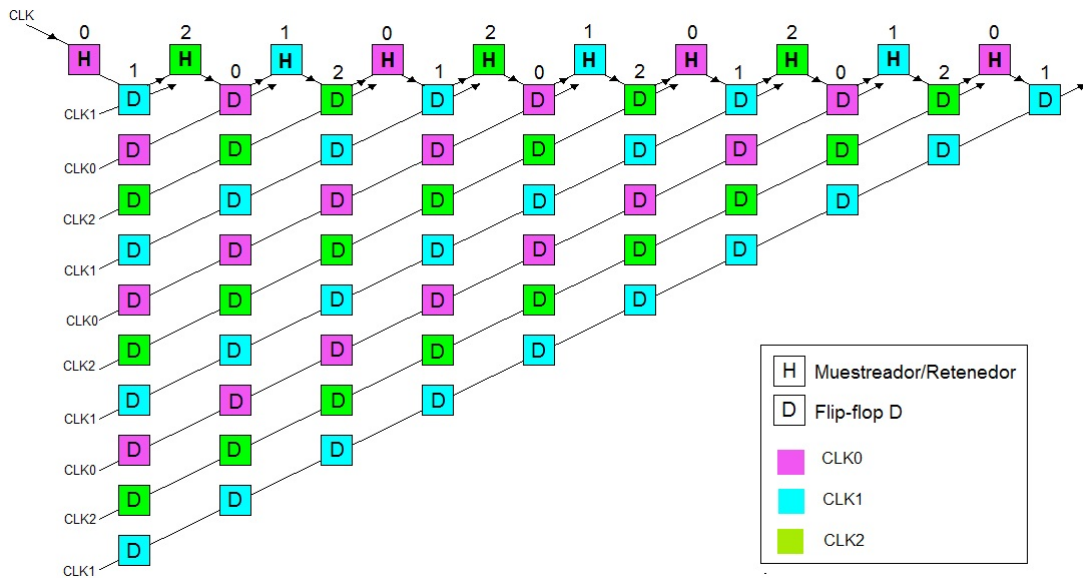 CLK
0 2 1 0 2 1 0 2 1 0
H H H H H H H H H H
1 0 2 1 0 2 1 0 2 1
D D D D D D D D D D
CLK1
D D D D D D D D D
CLK0
D D D D D D D D
CLK2
D D D D D D D
CLK1
D D D D D D
CLK0
D D D D D
CLK2
D D D D
CLK1
D D D
CLK0
D D
CLK2
D
CLK1
H Muestreador/Retenedor
D Flip-flop D
CLK0
CLK1
CLK2